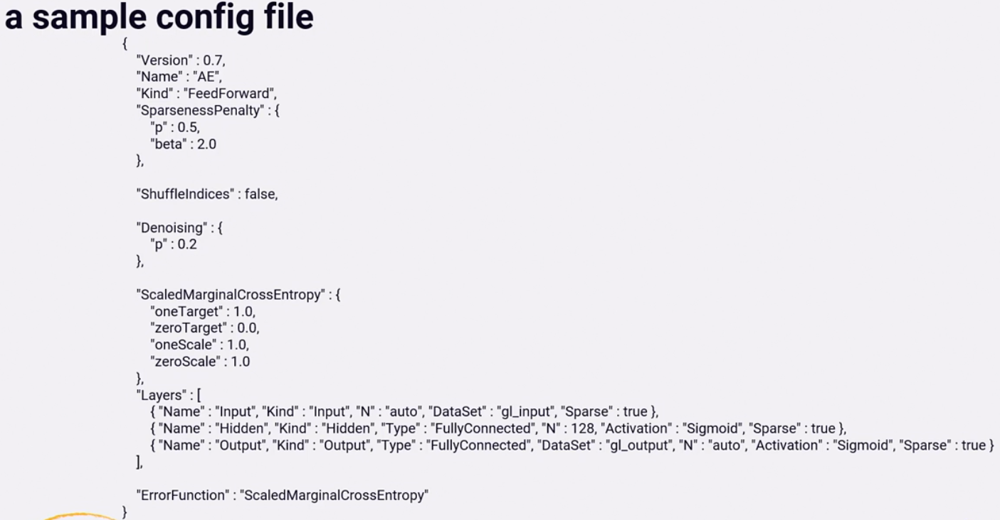 a sample config file
{
"Version" : 0.7,
"Name" : "AE",
"Kind" : "FeedForward",
"SparsenessPenalty" : {
"p" : 0.5,
"beta" : 2.0
},
"ShuffleIndices" : false,
"Denoising" : {
"p" : 0.2
},
"ScaledMarginalCrossEntropy" : {
"oneTarget" : 1.0,
"zeroTarget" : 0.0,
"oneScale" : 1.0,
"zeroScale" : 1.0
},
"Layers" : [
{ "Name" : "Input", "Kind" : "Input", "N" : "auto", "DataSet" : "gl_input", "Sparse" : true },
{ "Name" : "Hidden", "Kind" : "Hidden", "Type" : "FullyConnected", "N" : 128, "Activation" : "Sigmoid", "Sparse" : true },
{ "Name" : "Output", "Kind" : "Output", "Type" : "FullyConnected", "DataSet" : "gl_output", "N" : "auto", "Activation" : "Sigmoid", "Sparse" : true }
],
"ErrorFunction" : "ScaledMarginalCrossEntropy"
}